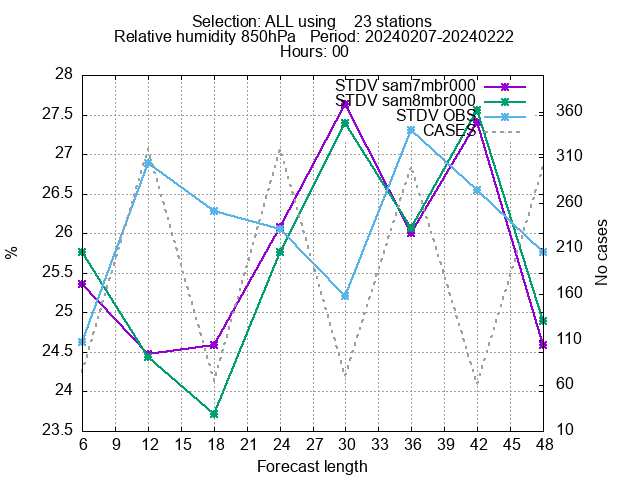 Selection: ALL using    23 stations
Relative humidity 850hPa   Period: 20240207-20240222
Hours: 00
28
27.5
27
26.5
26
25.5
25
24.5
24
23.5
%
STDV sam7mbr000
STDV sam8mbr000
STDV OBS
CASES
360
310
260
210
160
110
60
10
No cases
6 9 12 15 18 21 24 27 30 33 36 39 42 45 48
Forecast length